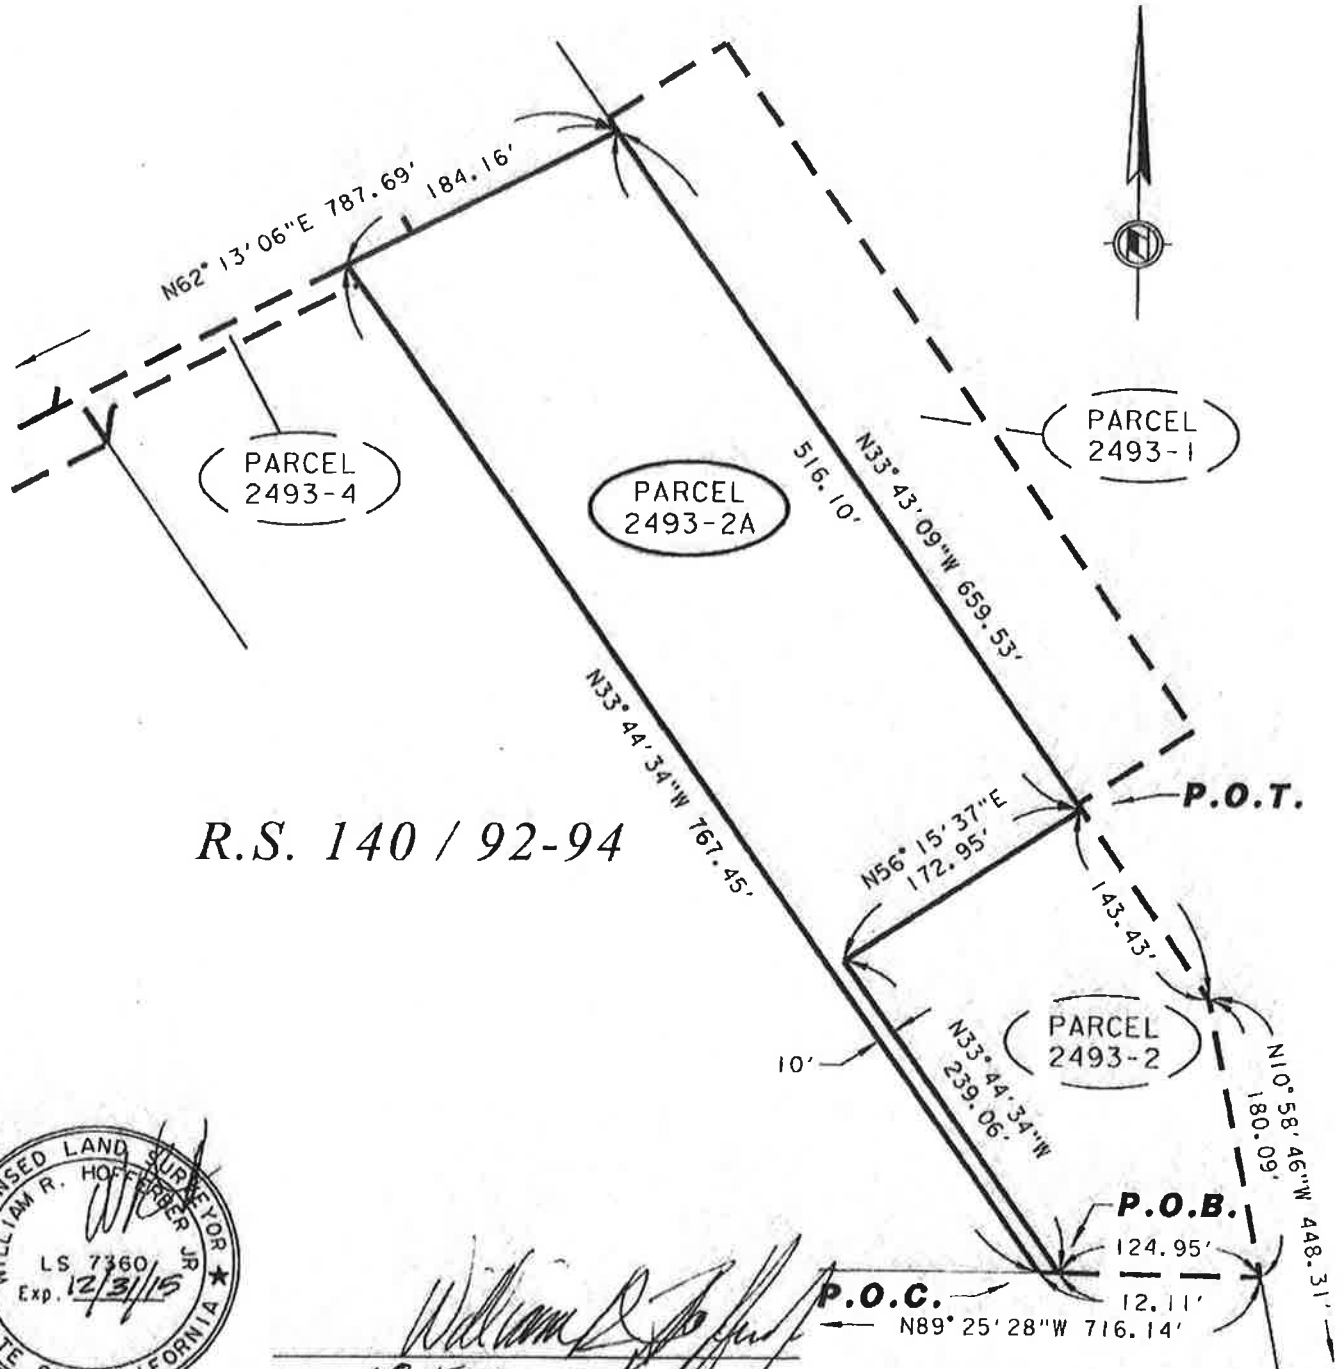 N62°13'06"E 787.69'
184.16'
PARCEL
2493-1
PARCEL
2493-4
PARCEL
2493-2A
N33°43'09"W 659.53'
516.10'
N33°44'34"W 767.45'
P.O.T.
R.S. 140 / 92-94
N56°15'37"E
172.95'
143.43'
PARCEL
2493-2
10'
N33°44'34"W
239.06'
N10°58'46"W 448.31'
180.09'
P.O.B.
124.95'
P.O.C.
12.11'
N89°25'28"W 716.14'
NSED LAND SURVEYOR ★
WILLIAM R. HOFFERBER JR
LS 7360
Exp. 12/31/15